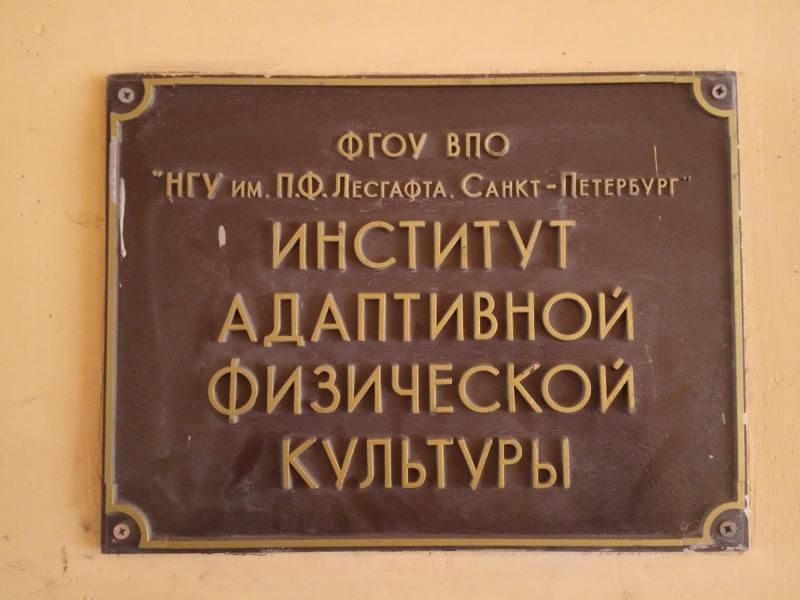 ФГОУ ВПО
"НГУ им. П.Ф. Лесгафта, Санкт-Петербург"
ИНСТИТУТ
АДАПТИВНОЙ
ФИЗИЧЕСКОЙ
КУЛЬТУРЫ